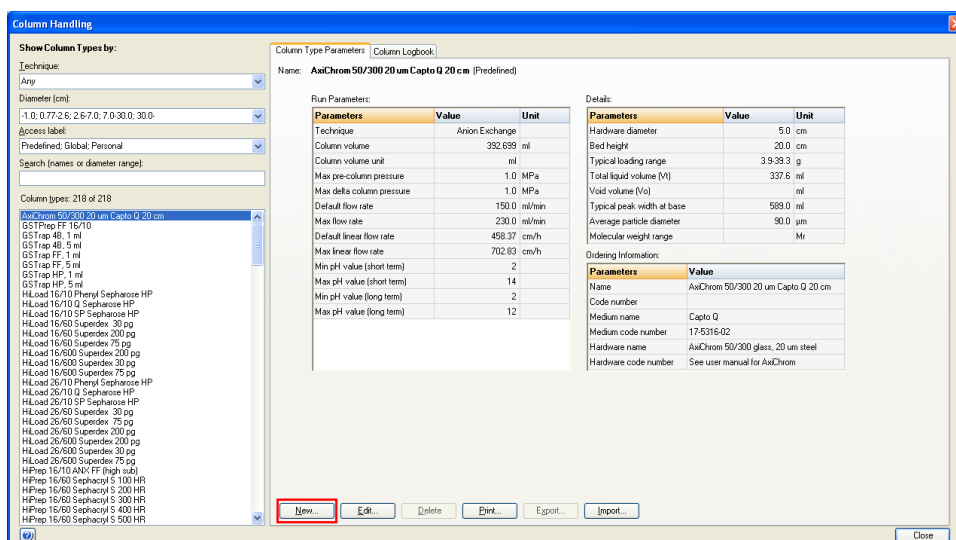 Column Handling
Show Column Types by:
Technique:
Any
Diameter (cm):
-1.0; 0.77-2.6; 2.6-7.0; 7.0-30.0; 30.0-
Access label:
Predefined; Global; Personal
Search (names or diameter range):
Column types: 218 of 218
AxiChrom 50/300 20 um Capto Q 20 cm
GSTPrep FF 16/10
GSTrap 4B, 1 ml
GSTrap 4B, 5 ml
GSTrap FF, 1 ml
GSTrap FF, 5 ml
GSTrap HP, 1 ml
GSTrap HP, 5 ml
HiLoad 16/10 Phenyl Sepharose HP
HiLoad 16/10 Q Sepharose HP
HiLoad 16/10 SP Sepharose HP
HiLoad 16/60 Superdex 30 pg
HiLoad 16/60 Superdex 200 pg
HiLoad 16/60 Superdex 75 pg
HiLoad 16/600 Superdex 200 pg
HiLoad 16/600 Superdex 30 pg
HiLoad 16/600 Superdex 75 pg
HiLoad 26/10 Phenyl Sepharose HP
HiLoad 26/10 Q Sepharose HP
HiLoad 26/10 SP Sepharose HP
HiLoad 26/60 Superdex 30 pg
HiLoad 26/60 Superdex 75 pg
HiLoad 26/60 Superdex 200 pg
HiLoad 26/600 Superdex 200 pg
HiLoad 26/600 Superdex 30 pg
HiLoad 26/600 Superdex 75 pg
HiPrep 16/10 ANX FF (high sub)
HiPrep 16/60 Sephacryl S 100 HR
HiPrep 16/60 Sephacryl S 200 HR
HiPrep 16/60 Sephacryl S 300 HR
HiPrep 16/60 Sephacryl S 400 HR
HiPrep 16/60 Sephacryl S 500 HR
Column Type Parameters Column Logbook
Name: AxiChrom 50/300 20 um Capto Q 20 cm (Predefined)
Run Parameters:
Parameters Value Unit
Technique Anion Exchange
Column volume 392.699 ml
Column volume unit ml
Max pre-column pressure 1.0 MPa
Max delta column pressure 1.0 MPa
Default flow rate 150.0 ml/min
Max flow rate 230.0 ml/min
Default linear flow rate 458.37 cm/h
Max linear flow rate 702.83 cm/h
Min pH value (short term) 2
Max pH value (short term) 14
Min pH value (long term) 2
Max pH value (long term) 12
Details:
Parameters Value Unit
Hardware diameter 5.0 cm
Bed height 20.0 cm
Typical loading range 3.9-39.3 g
Total liquid volume (Vt) 337.6 ml
Void volume (Vo) ml
Typical peak width at base 589.0 ml
Average particle diameter 90.0 µm
Molecular weight range Mr
Ordering Information:
Parameters Value
Name AxiChrom 50/300 20 um Capto Q 20 cm
Code number
Medium name Capto Q
Medium code number 17-5316-02
Hardware name AxiChrom 50/300 glass, 20 um steel
Hardware code number See user manual for AxiChrom
New... Edit... Delete Print... Export... Import...
? Close